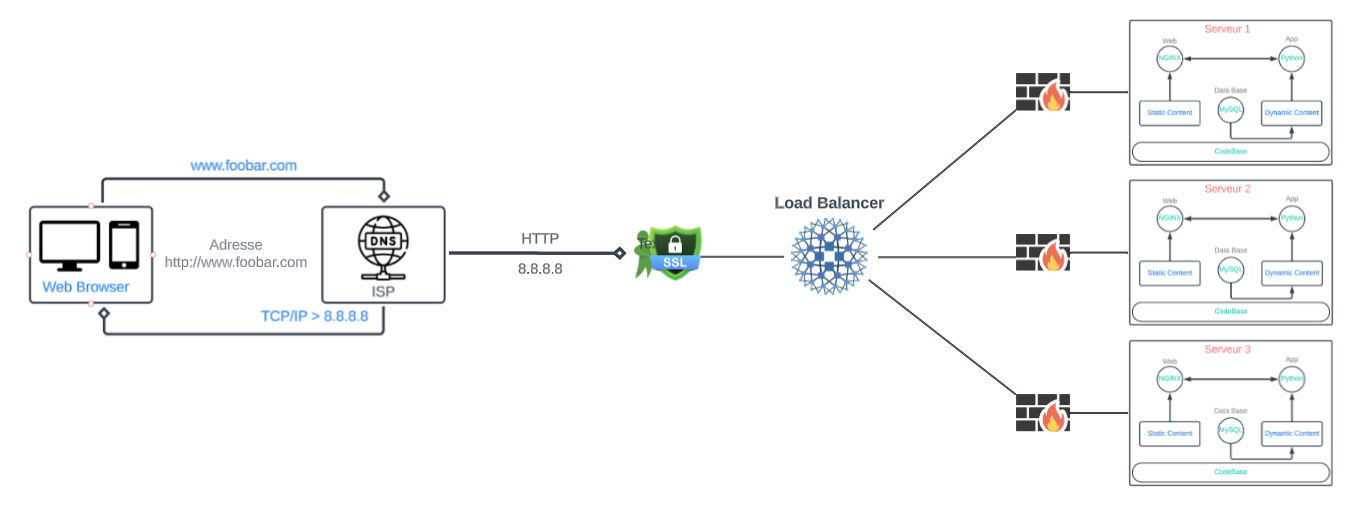 www.foobar.com
Web Browser
Adresse
http://www.foobar.com
DNS
ISP
TCP/IP > 8.8.8.8
HTTP
8.8.8.8
SSL
Load Balancer
Serveur 1
Web
App
NGINX
Python
Data Base
Static Content
MySQL
Dynamic Content
CodeBase
Serveur 2
Web
App
NGINX
Python
Data Base
Static Content
MySQL
Dynamic Content
CodeBase
Serveur 3
Web
App
NGINX
Python
Data Base
Static Content
MySQL
Dynamic Content
CodeBase